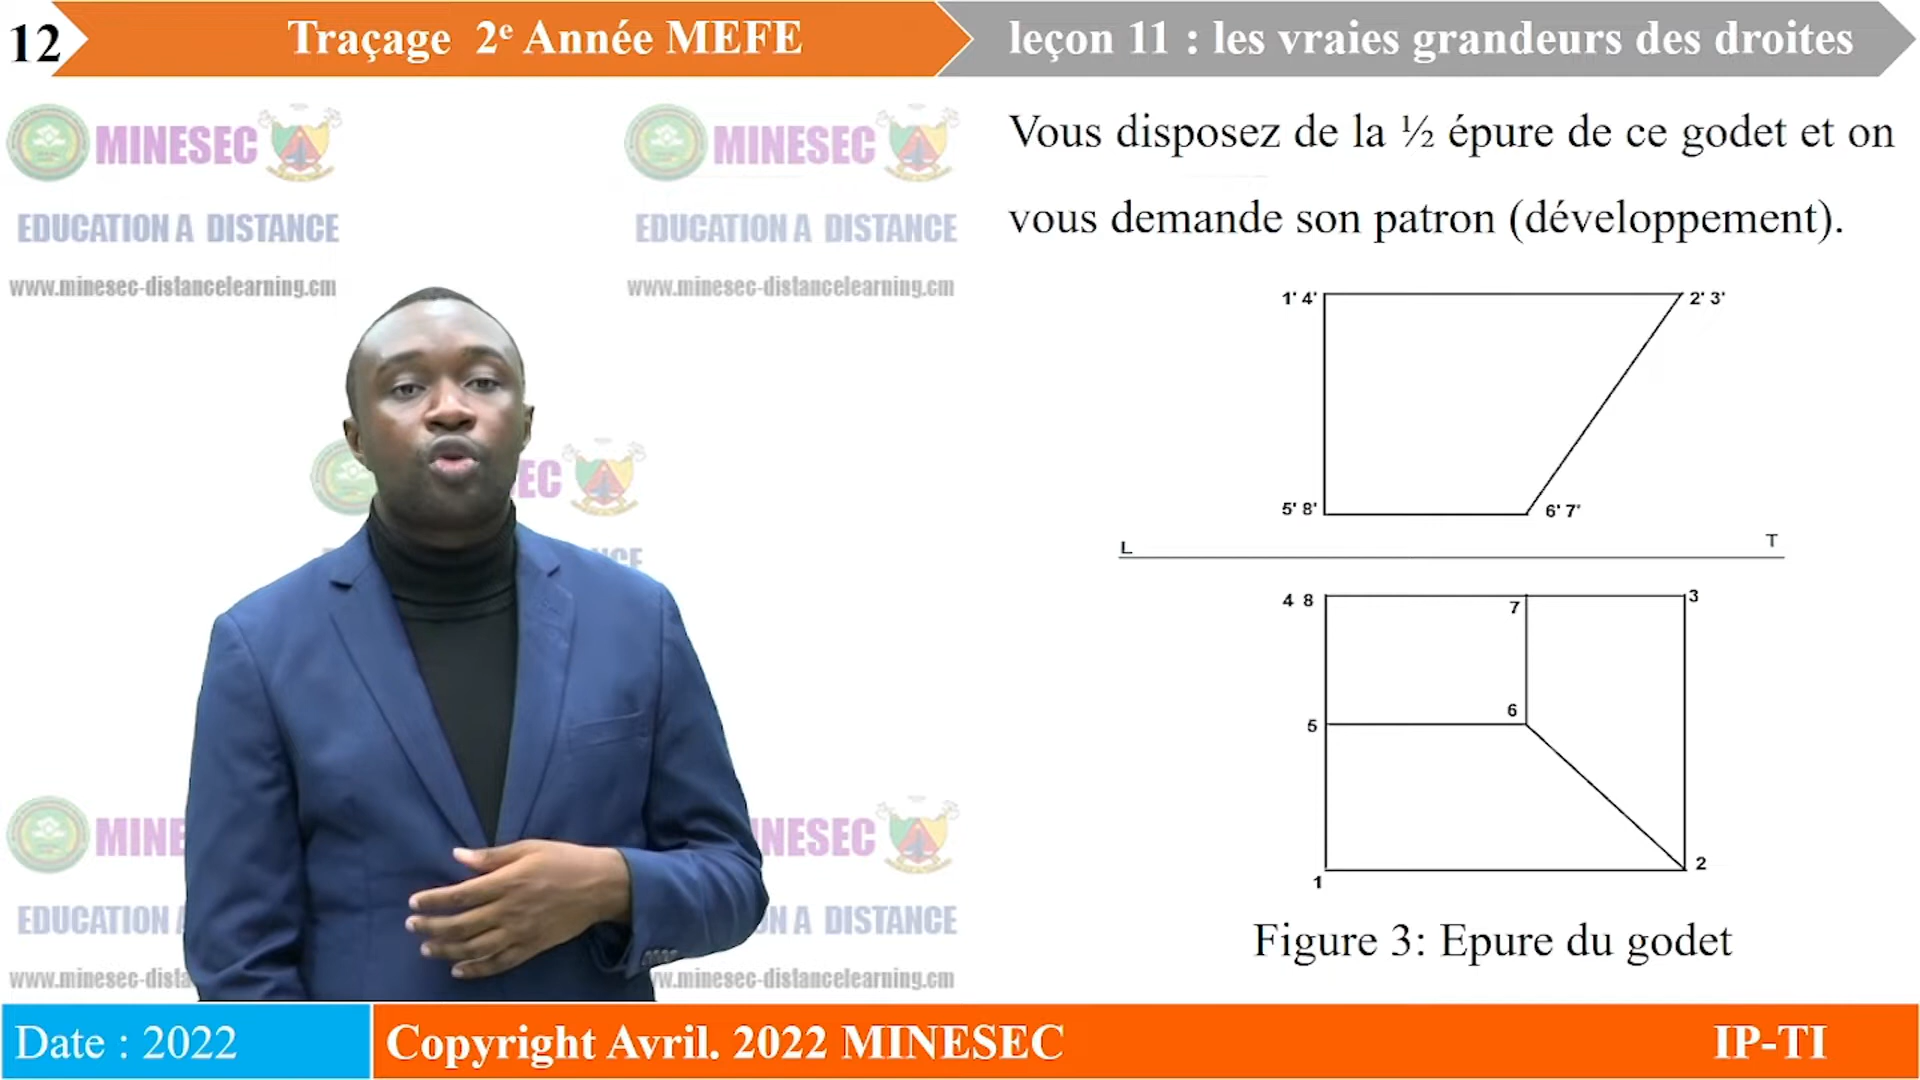 12
Traçage 2e Année MEFE
leçon 11 : les vraies grandeurs des droites
MINESEC
EDUCATION A DISTANCE
www.minesec-distancelearning.cm
MINESEC
EDUCATION A DISTANCE
www.minesec-distancelearning.cm
Vous disposez de la ½ épure de ce godet et on
vous demande son patron (développement).
1' 4'
2' 3'
5' 8'
6' 7'
L
T
4 8
7
3
6
5
2
1
Figure 3: Epure du godet
Date : 2022
Copyright Avril. 2022 MINESEC
IP-TI